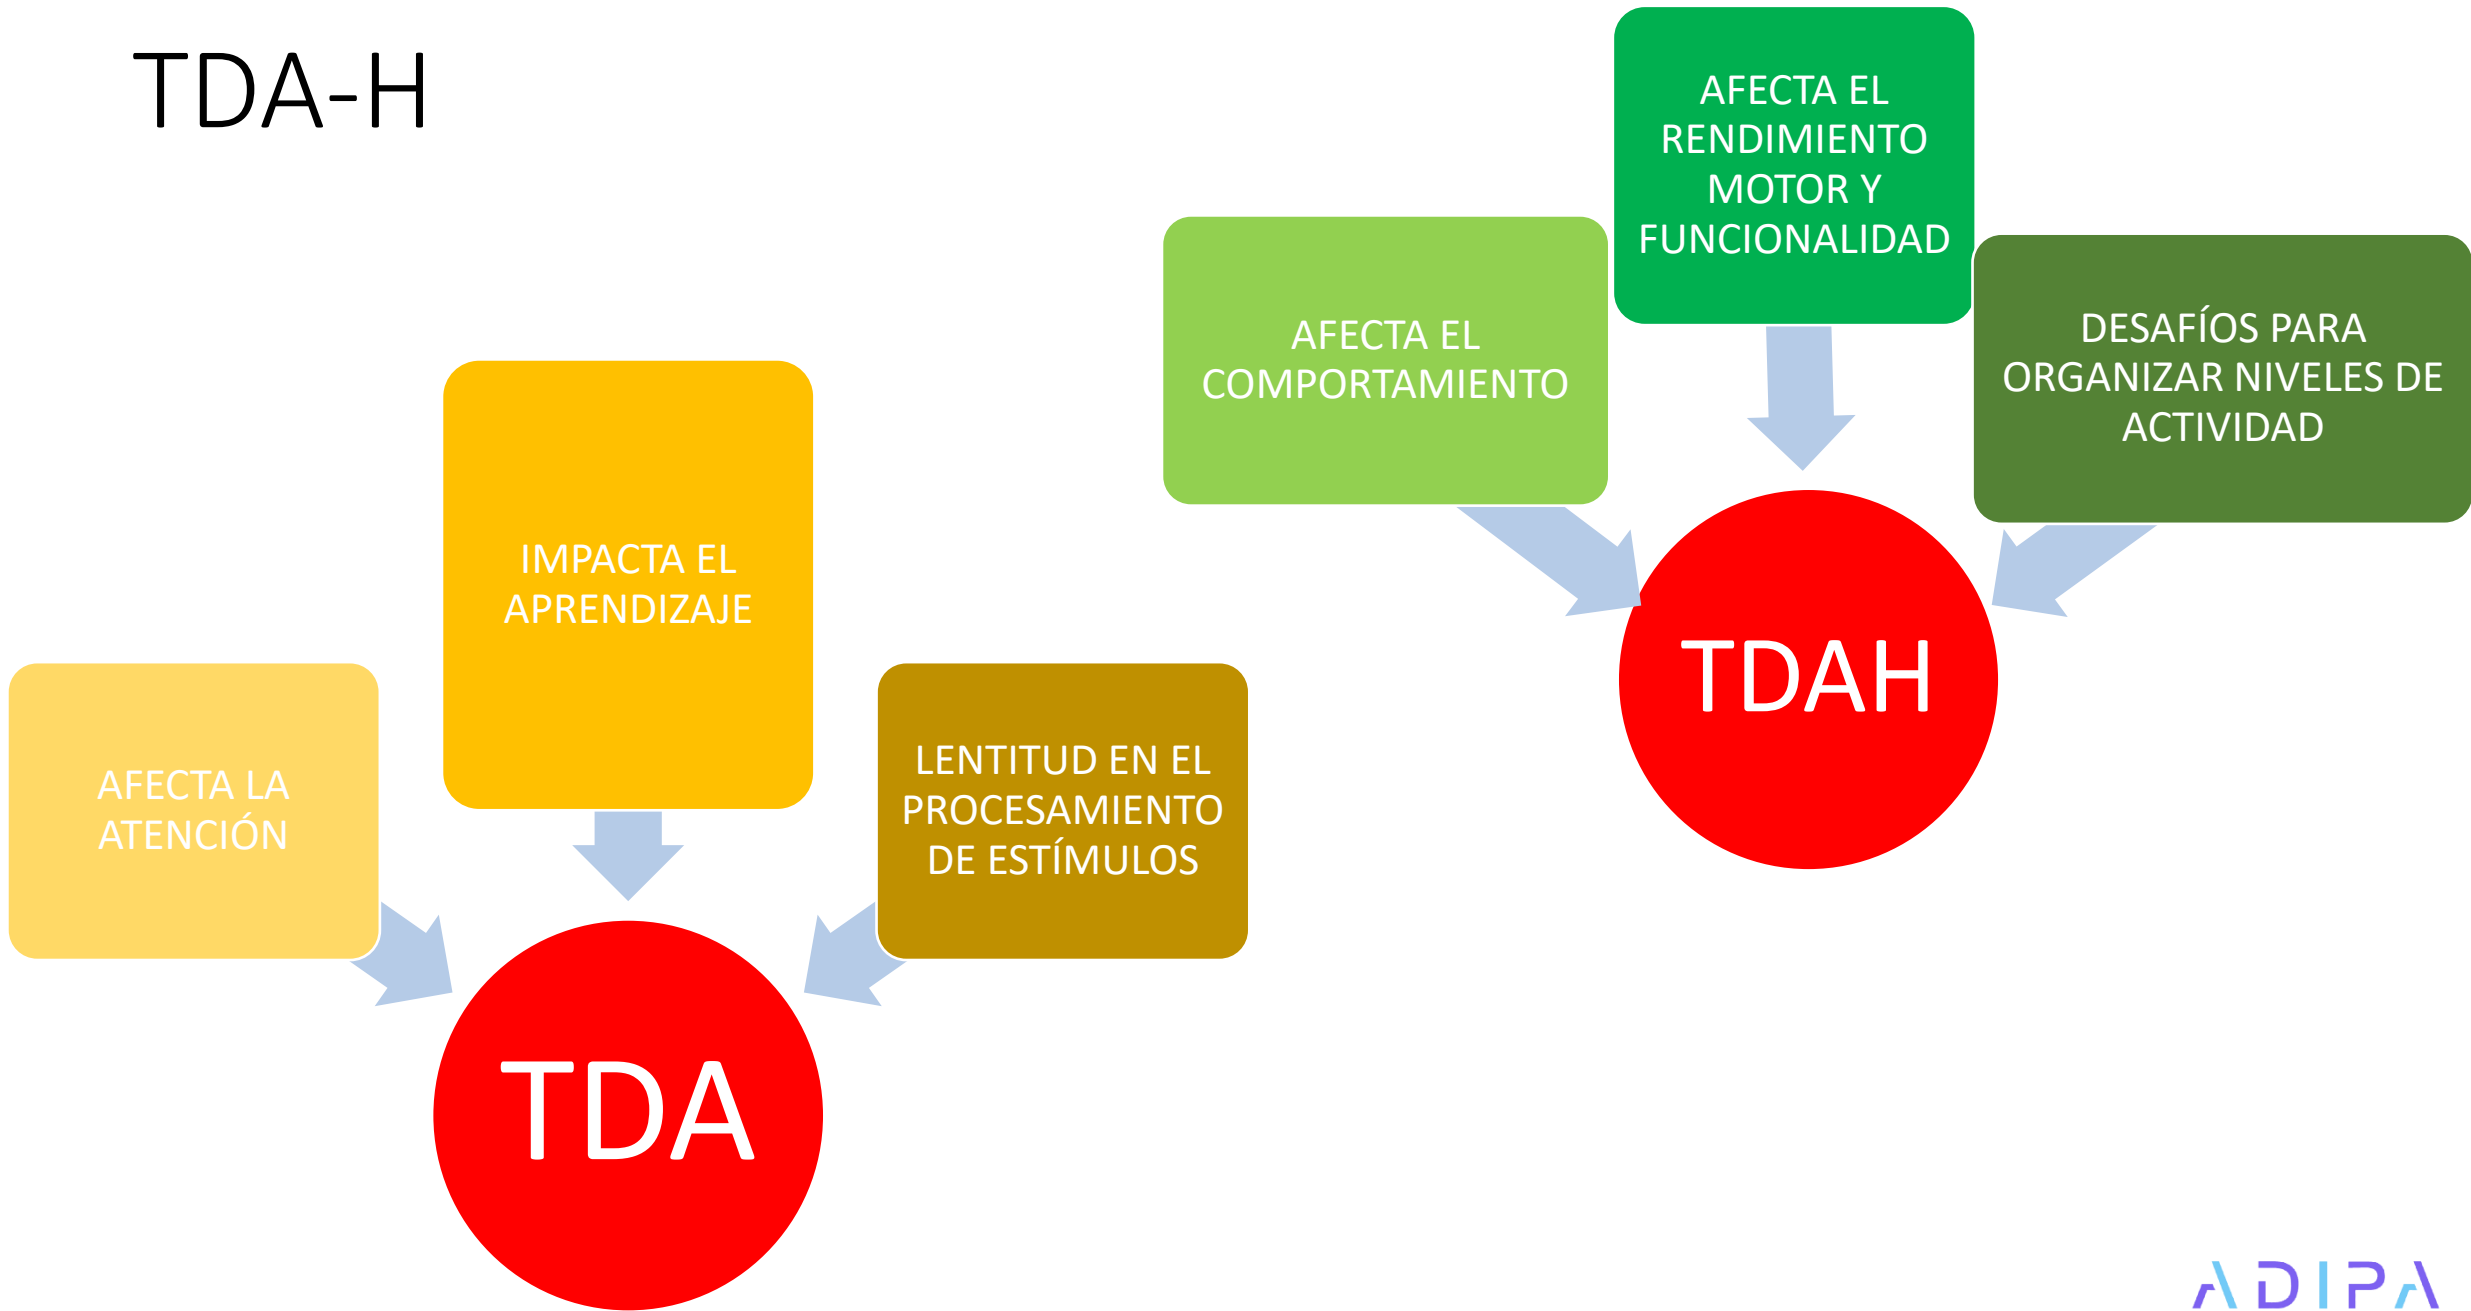 TDA-H
AFECTA LA
ATENCIÓN
IMPACTA EL
APRENDIZAJE
LENTITUD EN EL
PROCESAMIENTO
DE ESTÍMULOS
TDA
AFECTA EL
COMPORTAMIENTO
AFECTA EL
RENDIMIENTO
MOTOR Y
FUNCIONALIDAD
DESAFÍOS PARA
ORGANIZAR NIVELES DE
ACTIVIDAD
TDAH
ADIPA